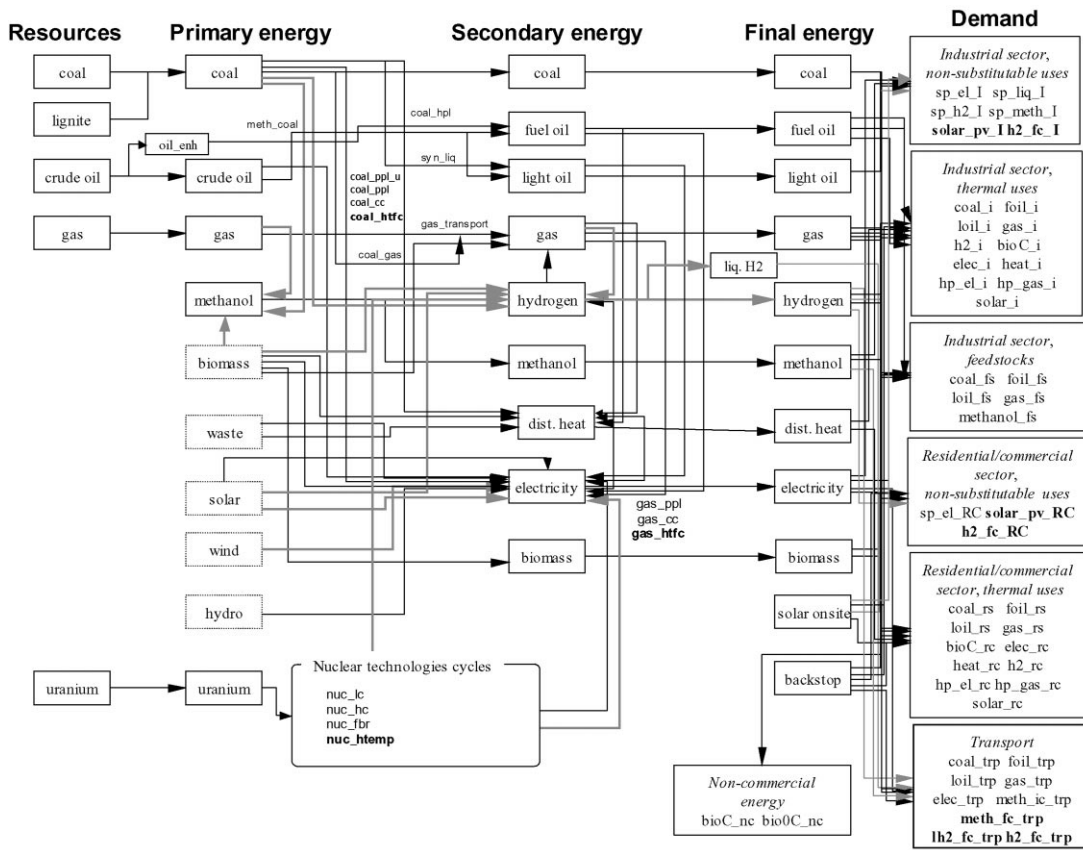 Resources
Primary energy
Secondary energy
Final energy
Demand
coal
lignite
crude oil
gas
uranium
oil_enh
coal
crude oil
gas
methanol
biomass
waste
solar
wind
hydro
uranium
meth_coal
coal_hpl
syn_liq
coal_ppl_u
coal_ppl
coal_cc
coal_htfc
gas_transport
coal_gas
Nuclear technologies cycles
nuc_lc
nuc_hc
nuc_fbr
nuc_htemp
coal
fuel oil
light oil
gas
hydrogen
methanol
dist. heat
electricity
biomass
gas_ppl
gas_cc
gas_htfc
liq. H2
coal
fuel oil
light oil
gas
hydrogen
methanol
dist. heat
electricity
biomass
solar onsite
backstop
Non-commercial
energy
bioC_nc bio0C_nc
Industrial sector,
non-substitutable uses
sp_el_I sp_liq_I
sp_h2_I sp_meth_I
solar_pv_I h2_fc_I
Industrial sector,
thermal uses
coal_i foil_i
loil_i gas_i
h2_i bioC_i
elec_i heat_i
hp_el_i hp_gas_i
solar_i
Industrial sector,
feedstocks
coal_fs foil_fs
loil_fs gas_fs
methanol_fs
Residential/commercial
sector,
non-substitutable uses
sp_el_RC solar_pv_RC
h2_fc_RC
Residential/commercial
sector, thermal uses
coal_rs foil_rs
loil_rs gas_rs
bioC_rc elec_rc
heat_rc h2_rc
hp_el_rc hp_gas_rc
solar_rc
Transport
coal_trp foil_trp
loil_trp gas_trp
elec_trp meth_ic_trp
meth_fc_trp
lh2_fc_trp h2_fc_trp